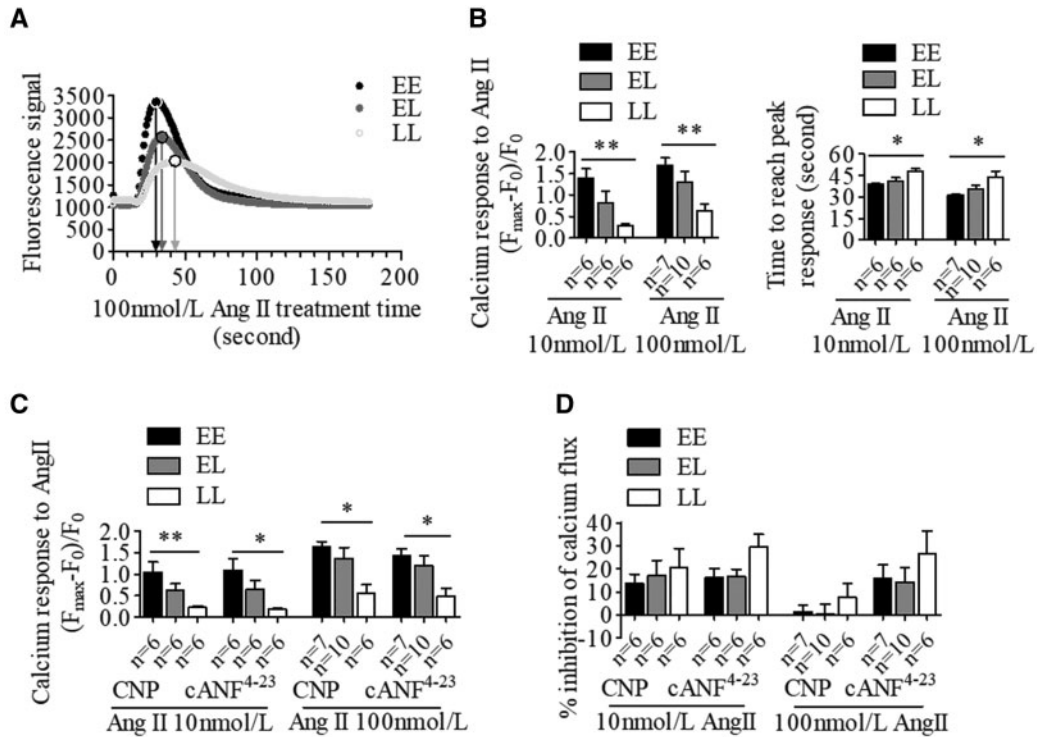 A
Fluorescence signal
3500
3000
2500
2000
1500
1000
500
0
EE
EL
LL
0 50 100 150 200
100nmol/L Ang II treatment time
(second)
B
Calcium response to Ang II
(Fmax-F0)/F0
EE
EL
LL
** **
2.0
1.5
1.0
0.5
0.0
n=6 n=6 n=6 n=7 n=10 n=6
Ang II Ang II
10nmol/L 100nmol/L
Time to reach peak
response (second)
EE
EL
LL
* *
60
45
30
15
0
n=6 n=6 n=6 n=7 n=10 n=6
Ang II Ang II
10nmol/L 100nmol/L
C
Calcium response to AngII
(Fmax-F0)/F0
EE
EL
LL
** * * *
2.0
1.5
1.0
0.5
0.0
n=6 n=6 n=6 n=6 n=6 n=6 n=7 n=10 n=6 n=7 n=10 n=6
CNP cANF4-23 CNP cANF4-23
Ang II 10nmol/L Ang II 100nmol/L
D
% inhibition of calcium flux
EE
EL
LL
40
30
20
10
0
-10
n=6 n=6 n=6 n=6 n=6 n=6 n=7 n=10 n=6 n=7 n=10 n=6
CNP cANF4-23 CNP cANF4-23
10nmol/L AngII 100nmol/L AngII